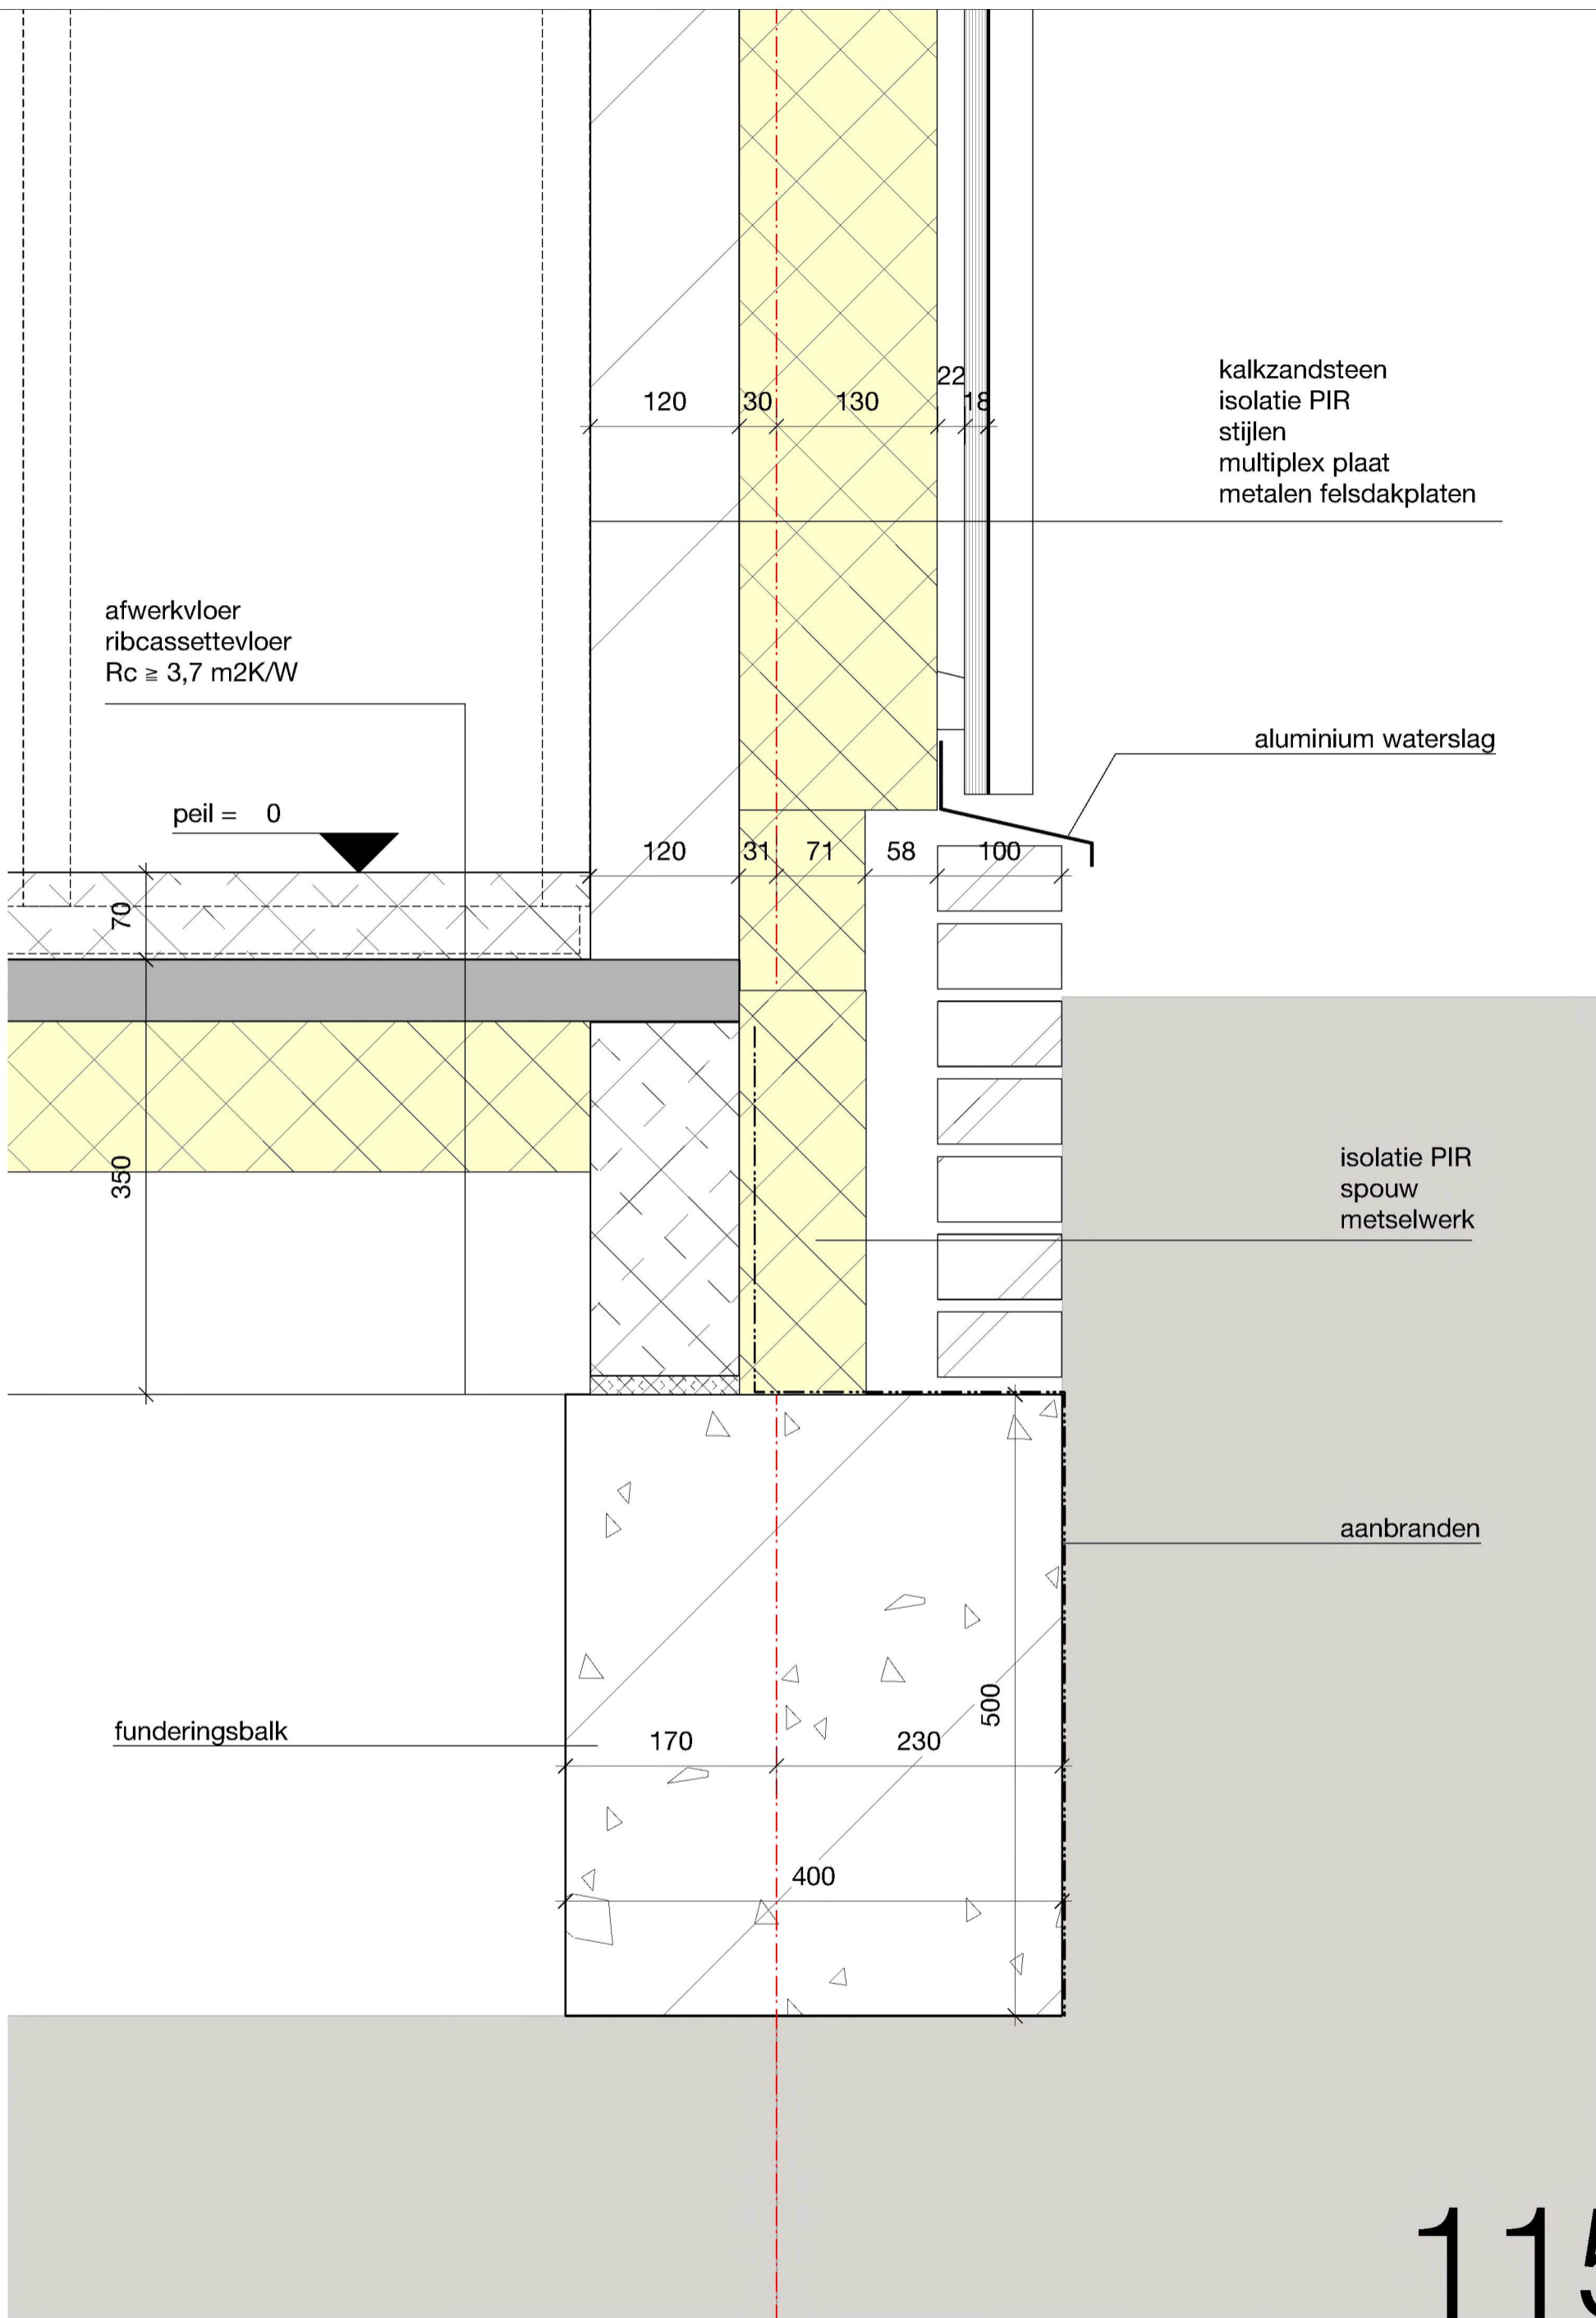 22
120 30 130 18
kalkzandsteen
isolatie PIR
stijlen
multiplex plaat
metalen felsdakplaten
afwerkvloer
ribcassettevloer
Rc ≧ 3,7 m2K/W
aluminium waterslag
peil = 0
120 31 71 58 100
70
350
isolatie PIR
spouw
metselwerk
aanbranden
500
funderingsbalk
170 230
400
115